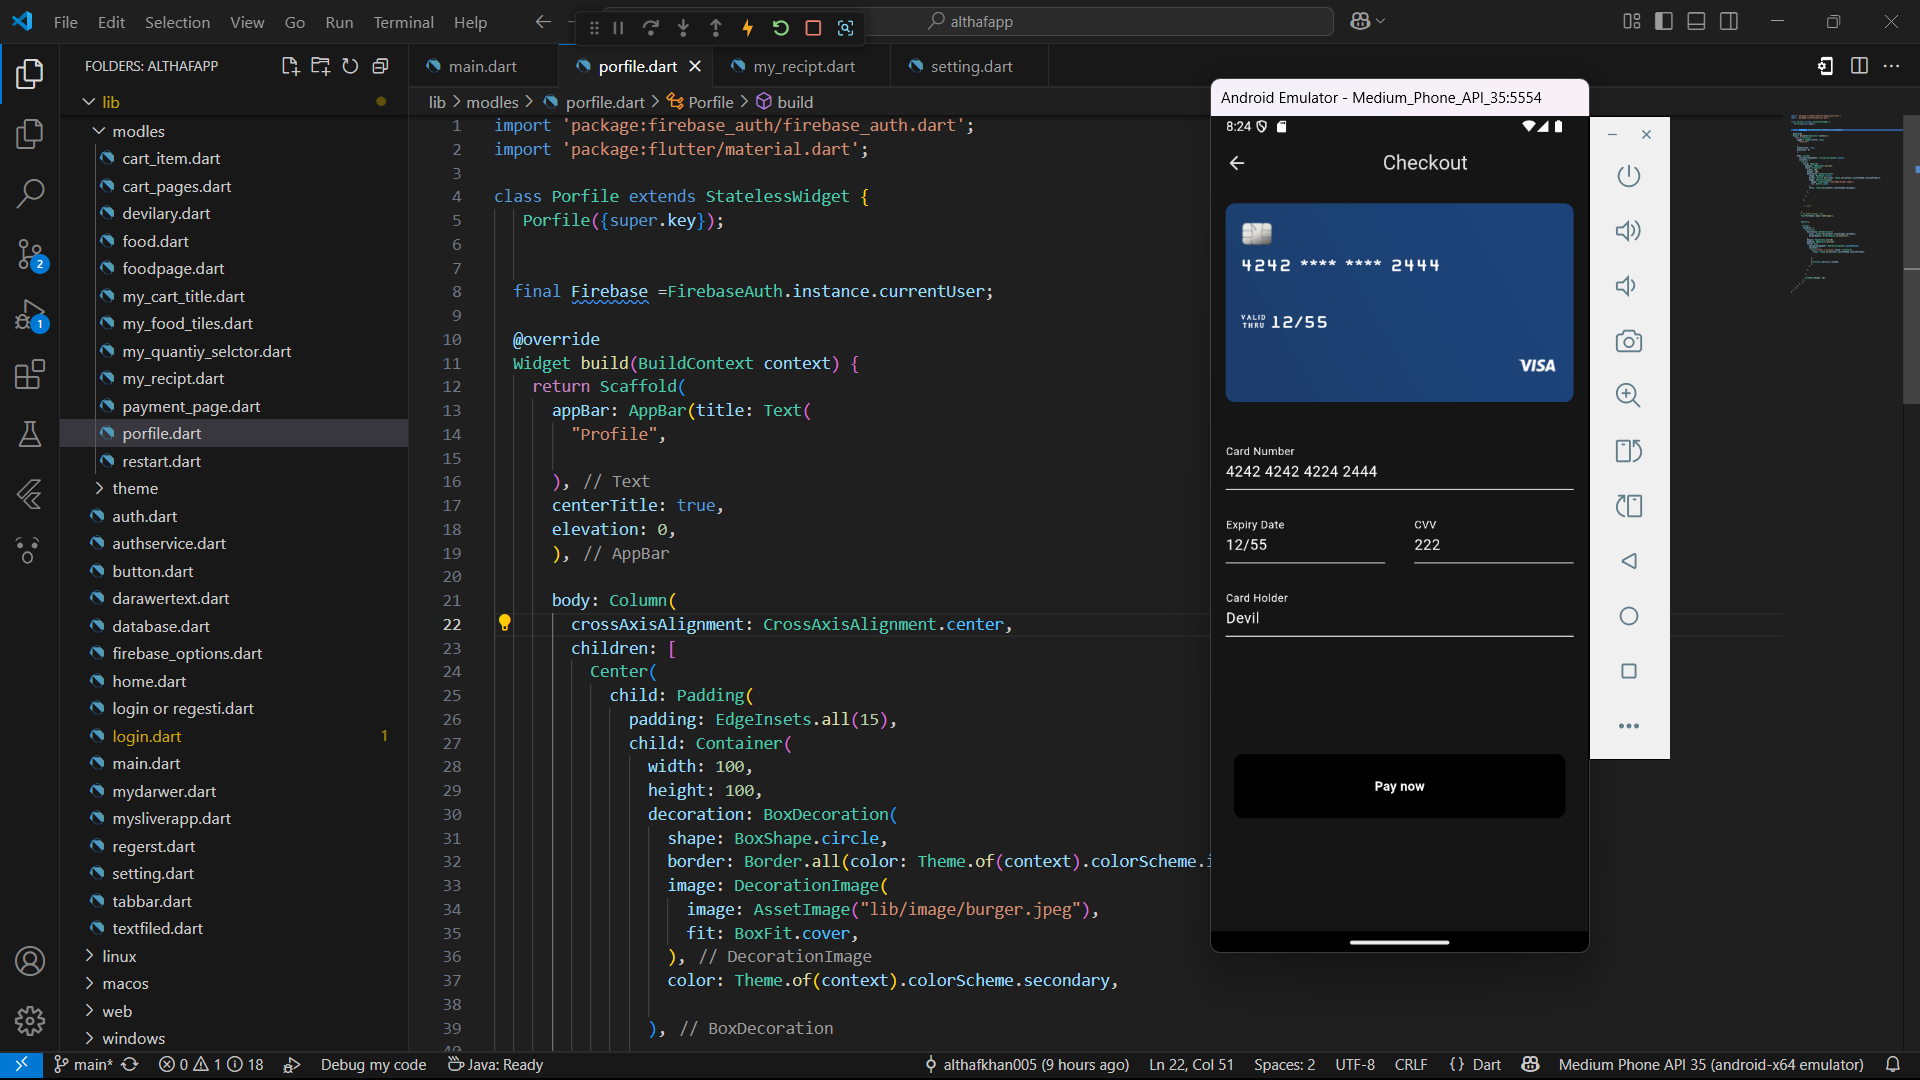 File Edit Selection View Go Run Terminal Help
althafapp
FOLDERS: ALTHAFAPP
lib
modles
cart_item.dart
cart_pages.dart
devilary.dart
food.dart
foodpage.dart
my_cart_title.dart
my_food_tiles.dart
my_quantiy_selctor.dart
my_recipt.dart
payment_page.dart
porfile.dart
restart.dart
theme
auth.dart
authservice.dart
button.dart
darawertext.dart
database.dart
firebase_options.dart
home.dart
login or regesti.dart
login.dart 1
main.dart
mydarwer.dart
mysliverapp.dart
regerst.dart
setting.dart
tabbar.dart
textfiled.dart
linux
macos
web
windows
2
1
main.dart porfile.dart my_recipt.dart setting.dart
lib > modles > porfile.dart > Porfile > build
1 import 'package:firebase_auth/firebase_auth.dart';
2 import 'package:flutter/material.dart';
3
4 class Porfile extends StatelessWidget {
5 Porfile({super.key});
6
7
8 final Firebase =FirebaseAuth.instance.currentUser;
9
10 @override
11 Widget build(BuildContext context) {
12 return Scaffold(
13 appBar: AppBar(title: Text(
14 "Profile",
15
16 ), // Text
17 centerTitle: true,
18 elevation: 0,
19 ), // AppBar
20
21 body: Column(
22 crossAxisAlignment: CrossAxisAlignment.center,
23 children: [
24 Center(
25 child: Padding(
26 padding: EdgeInsets.all(15),
27 child: Container(
28 width: 100,
29 height: 100,
30 decoration: BoxDecoration(
31 shape: BoxShape.circle,
32 border: Border.all(color: Theme.of(context).colorScheme.i
33 image: DecorationImage(
34 image: AssetImage("lib/image/burger.jpeg"),
35 fit: BoxFit.cover,
36 ), // DecorationImage
37 color: Theme.of(context).colorScheme.secondary,
38
39 ), // BoxDecoration
Android Emulator - Medium_Phone_API_35:5554
8:24
Checkout
4242 **** **** 2444
VALID THRU 12/55
VISA
Card Number
4242 4242 4224 2444
Expiry Date CVV
12/55 222
Card Holder
Devil
Pay now
main* 0 1 18 Debug my code Java: Ready althafkhan005 (9 hours ago) Ln 22, Col 51 Spaces: 2 UTF-8 CRLF {} Dart Medium Phone API 35 (android-x64 emulator)